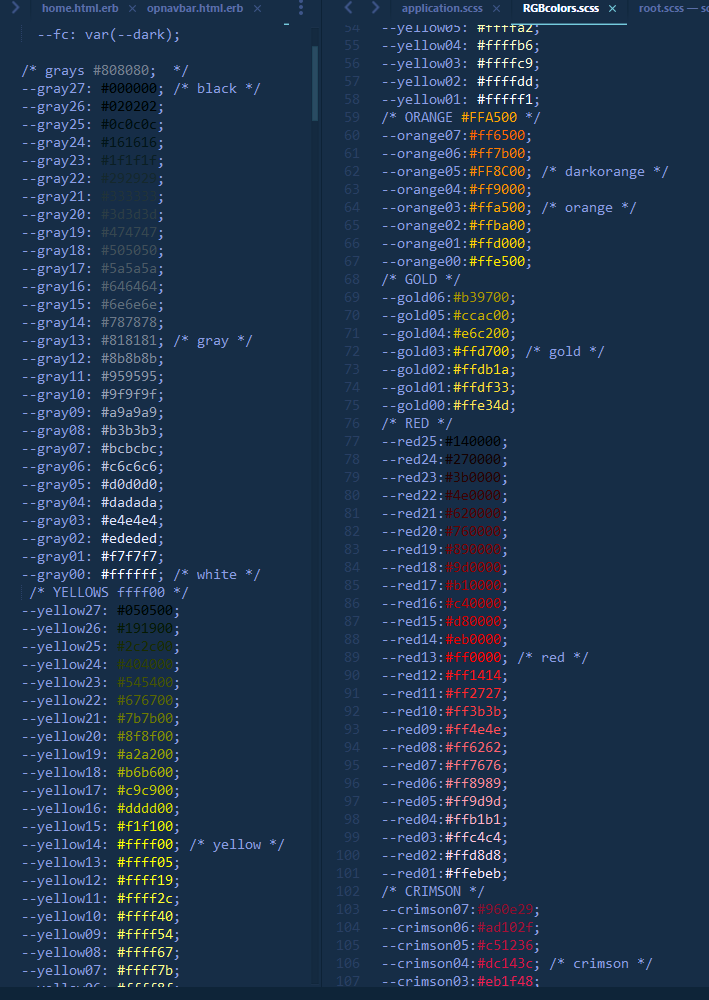 home.html.erb ×
opnavbar.html.erb ×
--fc: var(--dark);
/* grays #808080;  */
--gray27: #000000; /* black */
--gray26: #020202;
--gray25: #0c0c0c;
--gray24: #161616;
--gray23: #1f1f1f;
--gray22:
--gray21:
--gray20: #3d3d3d;
--gray19: #474747;
--gray18: #505050;
--gray17: #5a5a5a;
--gray16: #646464;
--gray15: #6e6e6e;
--gray14: #787878;
--gray13: #818181; /* gray */
--gray12: #8b8b8b;
--gray11: #959595;
--gray10: #9f9f9f;
--gray09: #a9a9a9;
--gray08: #b3b3b3;
--gray07: #bcbcbc;
--gray06: #c6c6c6;
--gray05: #d0d0d0;
--gray04: #dadada;
--gray03: #e4e4e4;
--gray02: #ededed;
--gray01: #f7f7f7;
--gray00: #ffffff; /* white */
/* YELLOWS ffff00 */
--yellow27: #050500;
--yellow26: #191900;
--yellow25: #2c2c00;
--yellow24: #404000;
--yellow23: #545400;
--yellow22: #676700;
--yellow21: #7b7b00;
--yellow20: #8f8f00;
--yellow19: #a2a200;
--yellow18: #b6b600;
--yellow17: #c9c900;
--yellow16: #dddd00;
--yellow15: #f1f100;
--yellow14: #ffff00; /* yellow */
--yellow13: #ffff05;
--yellow12: #ffff19;
--yellow11: #ffff2c;
--yellow10: #ffff40;
--yellow09: #ffff54;
--yellow08: #ffff67;
--yellow07: #ffff7b;
--yellow06: #ffff8f;
application.scss ×
RGBcolors.scss ×
root.scss — sc
54 --yellow05: #ffffa2;
55 --yellow04: #ffffb6;
56 --yellow03: #ffffc9;
57 --yellow02: #ffffdd;
58 --yellow01: #fffff1;
59 /* ORANGE #FFA500 */
60 --orange07:#ff6500;
61 --orange06:#ff7b00;
62 --orange05:#FF8C00; /* darkorange */
63 --orange04:#ff9000;
64 --orange03:#ffa500; /* orange */
65 --orange02:#ffba00;
66 --orange01:#ffd000;
67 --orange00:#ffe500;
68 /* GOLD */
69 --gold06:#b39700;
70 --gold05:#ccac00;
71 --gold04:#e6c200;
72 --gold03:#ffd700; /* gold */
73 --gold02:#ffdb1a;
74 --gold01:#ffdf33;
75 --gold00:#ffe34d;
76 /* RED */
77 --red25:#140000;
78 --red24:#270000;
79 --red23:#3b0000;
80 --red22:#4e0000;
81 --red21:#620000;
82 --red20:#760000;
83 --red19:#890000;
84 --red18:#9d0000;
85 --red17:#b10000;
86 --red16:#c40000;
87 --red15:#d80000;
88 --red14:#eb0000;
89 --red13:#ff0000; /* red */
90 --red12:#ff1414;
91 --red11:#ff2727;
92 --red10:#ff3b3b;
93 --red09:#ff4e4e;
94 --red08:#ff6262;
95 --red07:#ff7676;
96 --red06:#ff8989;
97 --red05:#ff9d9d;
98 --red04:#ffb1b1;
99 --red03:#ffc4c4;
100 --red02:#ffd8d8;
101 --red01:#ffebeb;
102 /* CRIMSON */
103 --crimson07:#960e29;
104 --crimson06:#ad102f;
105 --crimson05:#c51236;
106 --crimson04:#dc143c; /* crimson */
107 --crimson03:#eb1f48;